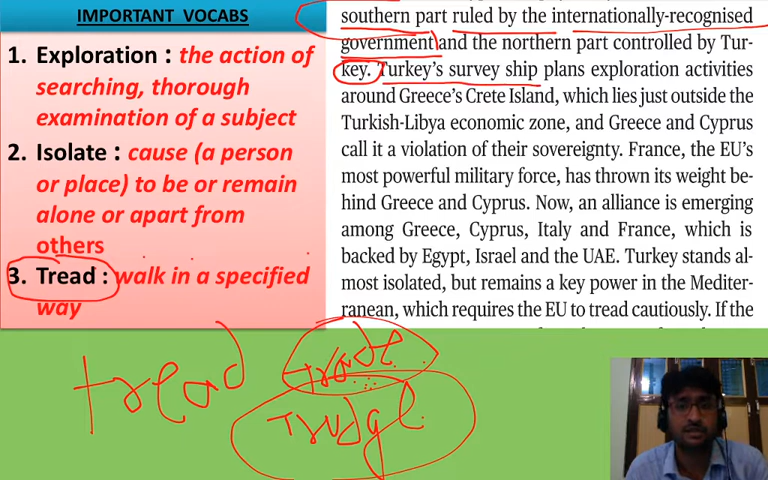 IMPORTANT VOCABS
1. Exploration : the action of
searching, thorough
examination of a subject
2. Isolate : cause (a person
or place) to be or remain
alone or apart from
others
3. Tread : walk in a specified
way
southern part ruled by the internationally-recognised
government and the northern part controlled by Tur-
key. Turkey's survey ship plans exploration activities
around Greece's Crete Island, which lies just outside the
Turkish-Libya economic zone, and Greece and Cyprus
call it a violation of their sovereignty. France, the EU's
most powerful military force, has thrown its weight be-
hind Greece and Cyprus. Now, an alliance is emerging
among Greece, Cyprus, Italy and France, which is
backed by Egypt, Israel and the UAE. Turkey stands al-
most isolated, but remains a key power in the Mediter-
ranean, which requires the EU to tread cautiously. If the
tread
trade
Trudge